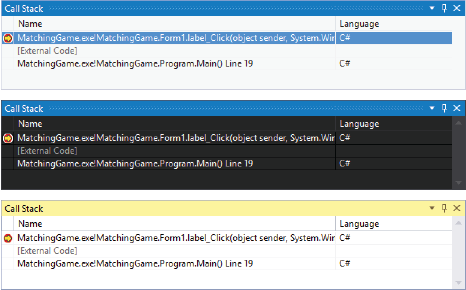 Call Stack
Name Language
MatchingGame.exe!MatchingGame.Form1.label_Click(object sender, System.Wir C#
[External Code]
MatchingGame.exe!MatchingGame.Program.Main() Line 19 C#
Call Stack
Name Language
MatchingGame.exe!MatchingGame.Form1.label_Click(object sender, System.Wir C#
[External Code]
MatchingGame.exe!MatchingGame.Program.Main() Line 19 C#
Call Stack
Name Language
MatchingGame.exe!MatchingGame.Form1.label_Click(object sender, System.Wir C#
[External Code]
MatchingGame.exe!MatchingGame.Program.Main() Line 19 C#